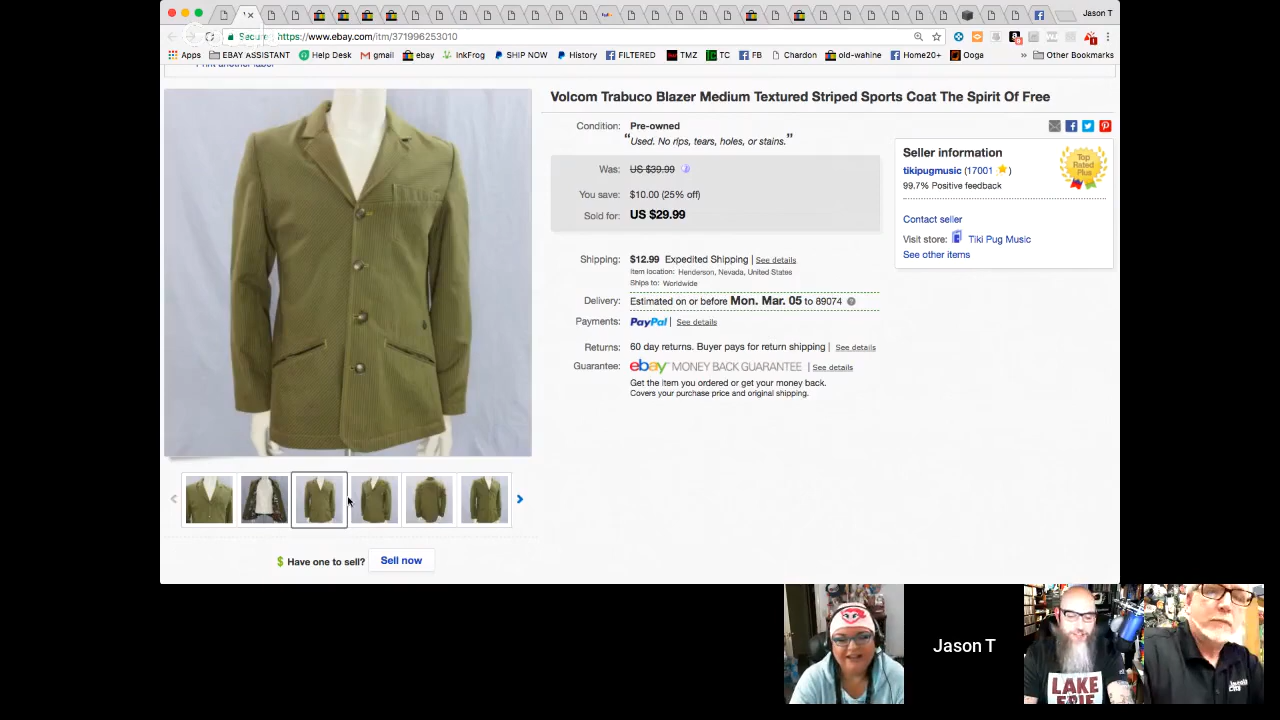 Jason T
Secure https://www.ebay.com/itm/371996253010
Apps EBAY ASSISTANT Help Desk gmail ebay InkFrog SHIP NOW History FILTERED TMZ TC FB Chardon old-wahine Home20+ Ooga » Other Bookmarks
Print another label
Volcom Trabuco Blazer Medium Textured Striped Sports Coat The Spirit Of Free
Condition: Pre-owned
“Used. No rips, tears, holes, or stains.”
Was: US $39.99
You save: $10.00 (25% off)
Sold for: US $29.99
Shipping: $12.99 Expedited Shipping | See details
Item location: Henderson, Nevada, United States
Ships to: Worldwide
Delivery: Estimated on or before Mon. Mar. 05 to 89074
Payments: PayPal | See details
Returns: 60 day returns. Buyer pays for return shipping | See details
Guarantee: ebay MONEY BACK GUARANTEE | See details
Get the item you ordered or get your money back.
Covers your purchase price and original shipping.
Seller information
tikipugmusic (17001 )
99.7% Positive feedback
Top Rated Plus
Contact seller
Visit store: Tiki Pug Music
See other items
$ Have one to sell? Sell now
Jason T
LAKE
ERIE